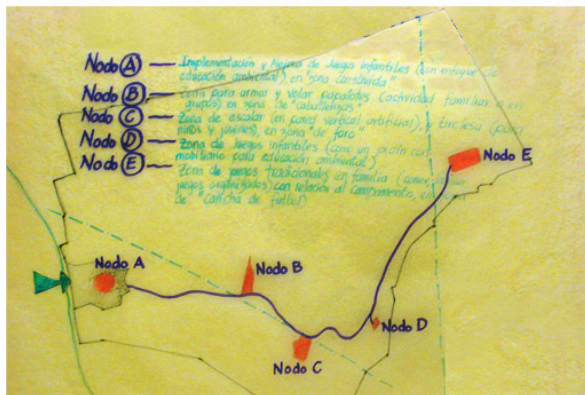 Nodo A — Implementación y Mejora de Juegos infantiles (con enfoque de
educación ambiental), en "zona construida"
Nodo B — Zona para armar y volar papalotes (actividad familiar o en
grupos) en zona de
Nodo C — Zona de escalar (en pared vertical artificial), y tirolesa (para
niños y jóvenes), en zona "de foro"
Nodo D — Zona de Juegos infantiles (como un jardín con
mobiliario para educación ambiental)
Nodo E — Zona de juegos tradicionales en familia
juegos organizados) con relación al campamento, en
de "cancha de futbol"
Nodo E
Nodo A
Nodo B
Nodo D
Nodo C